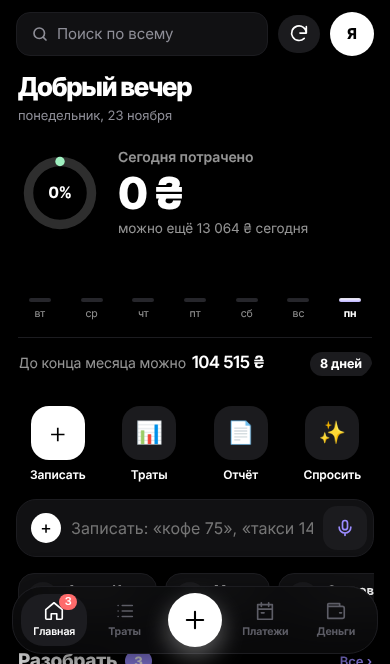 Поиск по всему
Я
Добрый вечер
понедельник, 23 ноября
Сегодня потрачено
0%
0 ₴
можно ещё 13 064 ₴ сегодня
вт ср чт пт сб вс пн
До конца месяца можно 104 515 ₴ 8 дней
Записать Траты Отчёт Спросить
Записать: «кофе 75», «такси 14
3
Главная Траты Платежи Деньги
Разобрать 3 Все ›